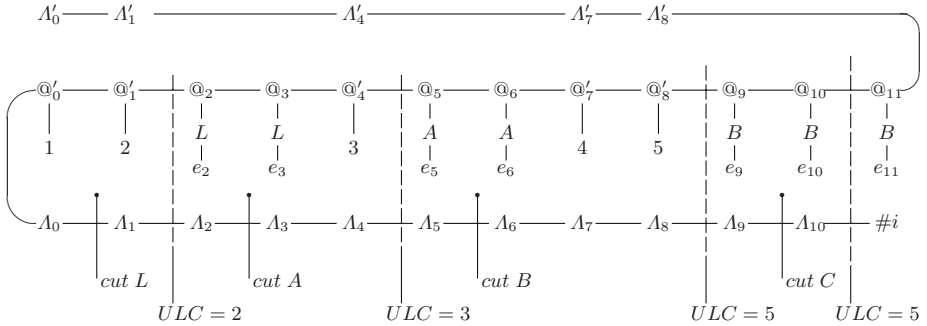 Λ′₀ Λ′₁ Λ′₄ Λ′₇ Λ′₈
@′₀ @′₁ @₂ @₃ @′₄ @₅ @₆ @′₇ @′₈ @₉ @₁₀ @₁₁
L L A A B B B
1 2 3 4 5
e₂ e₃ e₅ e₆ e₉ e₁₀ e₁₁
Λ₀ Λ₁ Λ₂ Λ₃ Λ₄ Λ₅ Λ₆ Λ₇ Λ₈ Λ₉ Λ₁₀ #i
cut L cut A cut B cut C
ULC = 2 ULC = 3 ULC = 5 ULC = 5